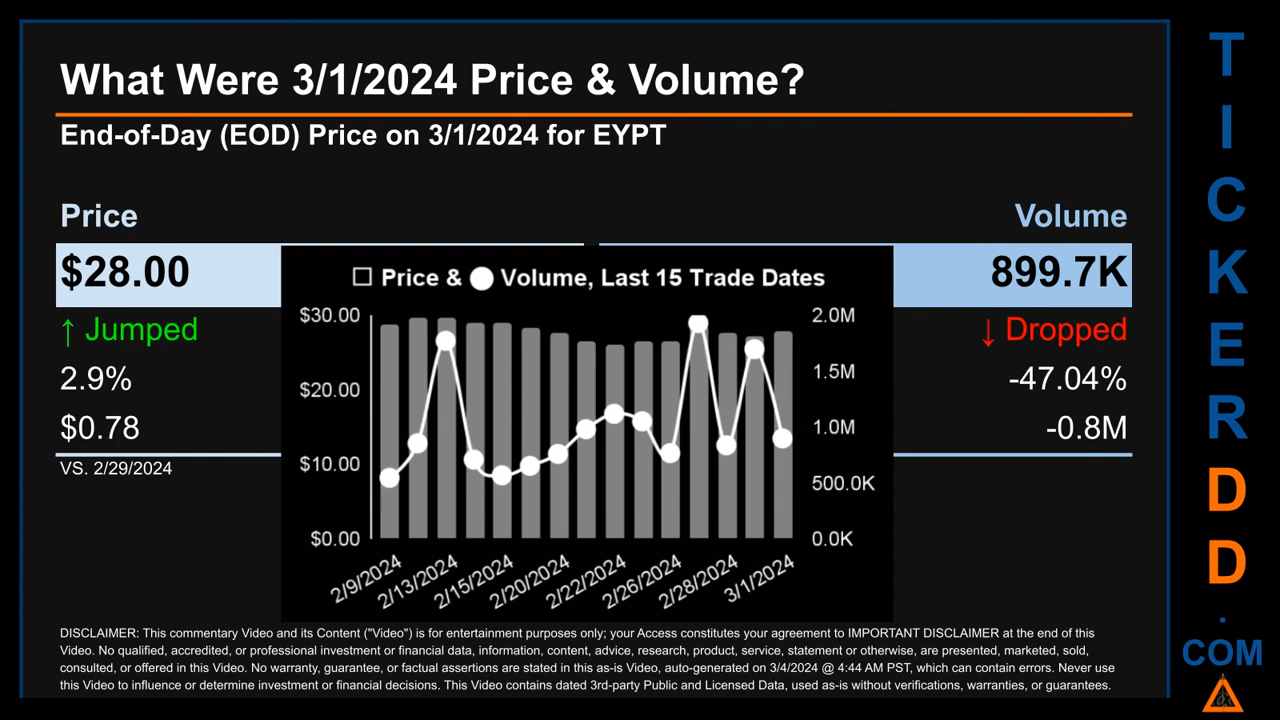 What Were 3/1/2024 Price & Volume?
End-of-Day (EOD) Price on 3/1/2024 for EYPT
Price
Volume
$28.00
899.7K
↑ Jumped
↓ Dropped
2.9%
-47.04%
$0.78
-0.8M
VS. 2/29/2024
Price & Volume, Last 15 Trade Dates
$30.00
$20.00
$10.00
$0.00
2.0M
1.5M
1.0M
500.0K
0.0K
2/9/2024
2/13/2024
2/15/2024
2/20/2024
2/22/2024
2/26/2024
2/28/2024
3/1/2024
DISCLAIMER: This commentary Video and its Content ("Video") is for entertainment purposes only; your Access constitutes your agreement to IMPORTANT DISCLAIMER at the end of this
Video. No qualified, accredited, or professional investment or financial data, information, content, advice, research, product, service, statement or otherwise, are presented, marketed, sold,
consulted, or offered in this Video. No warranty, guarantee, or factual assertions are stated in this as-is Video, auto-generated on 3/4/2024 @ 4:44 AM PST, which can contain errors. Never use
this Video to influence or determine investment or financial decisions. This Video contains dated 3rd-party Public and Licensed Data, used as-is without verifications, warranties, or guarantees.
T
I
C
K
E
R
D
D
.
COM